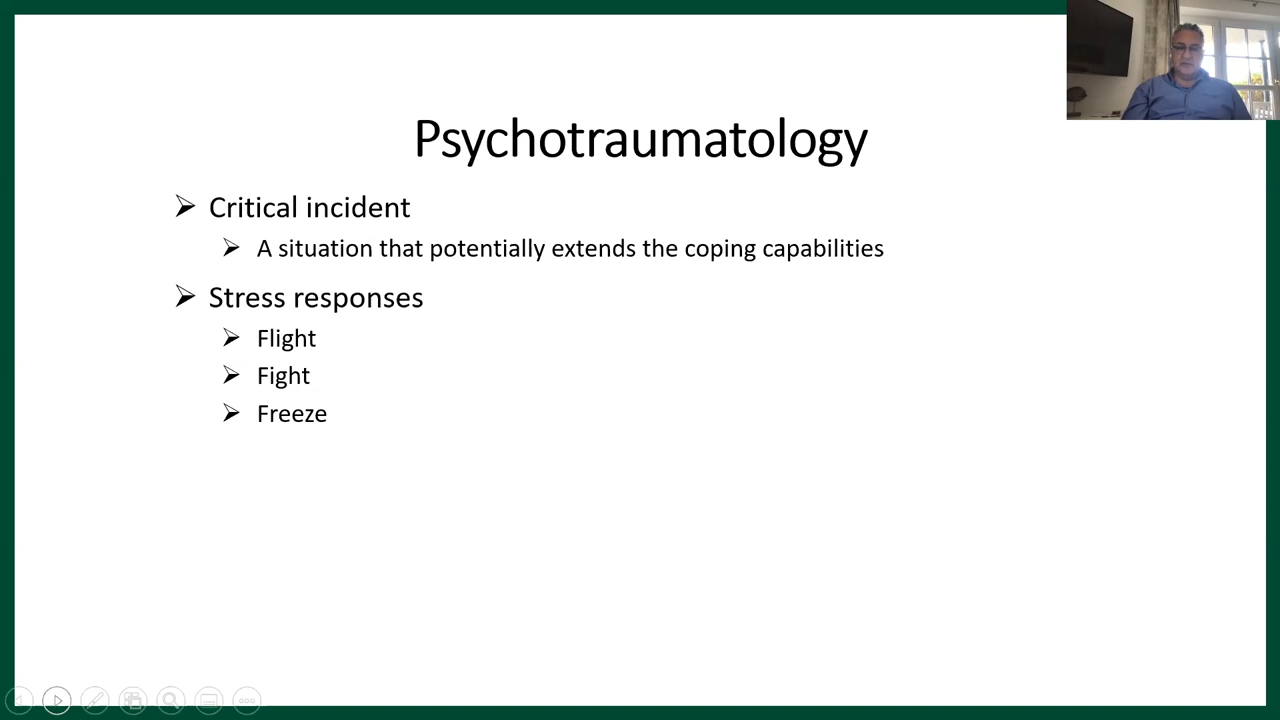 Psychotraumatology
Critical incident
A situation that potentially extends the coping capabilities
Stress responses
Flight
Fight
Freeze